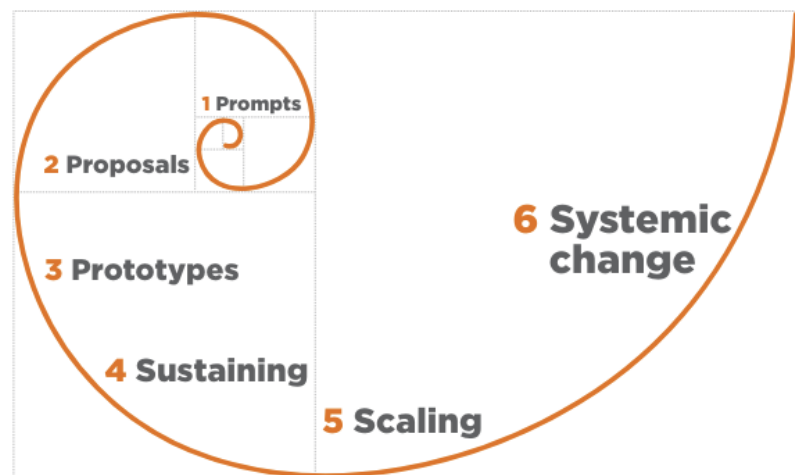 1 Prompts
2 Proposals
3 Prototypes
4 Sustaining
5 Scaling
6 Systemic
change